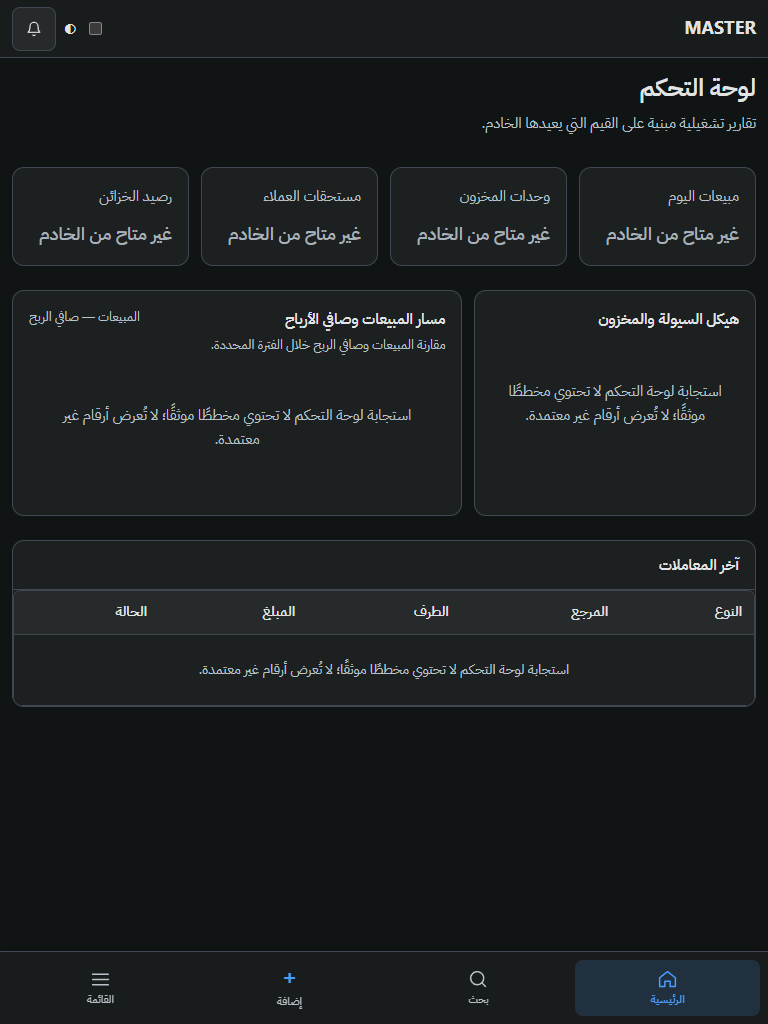 MASTER
لوحة التحكم
تقارير تشغيلية مبنية على القيم التي يعيدها الخادم.
مبيعات اليوم
غير متاح من الخادم
وحدات المخزون
غير متاح من الخادم
مستحقات العملاء
غير متاح من الخادم
رصيد الخزائن
غير متاح من الخادم
هيكل السيولة والمخزون
استجابة لوحة التحكم لا تحتوي مخططًا
موثقًا؛ لا تُعرض أرقام غير معتمدة.
مسار المبيعات وصافي الأرباح
المبيعات — صافي الربح
مقارنة المبيعات وصافي الربح خلال الفترة المحددة.
استجابة لوحة التحكم لا تحتوي مخططًا موثقًا؛ لا تُعرض أرقام غير
معتمدة.
آخر المعاملات
النوع المرجع الطرف المبلغ الحالة
استجابة لوحة التحكم لا تحتوي مخططًا موثقًا؛ لا تُعرض أرقام غير معتمدة.
الرئيسية
بحث
إضافة
القائمة